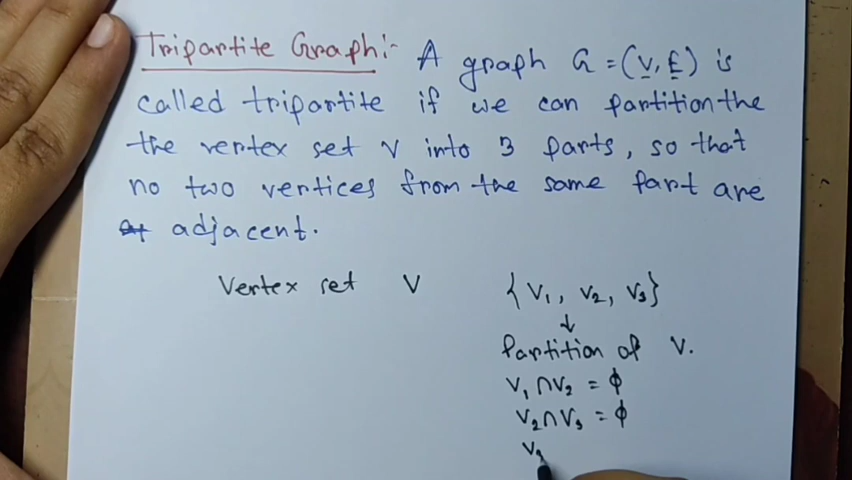 Tripartite Graph:- A graph G = (V, E) is
called tripartite if we can partition the
the vertex set V into 3 parts, so that
no two vertices from the same part are
adjacent.
Vertex set V {V₁, V₂, V₃}
↓
Partition of V.
V₁ ∩ V₂ = ϕ
V₂ ∩ V₃ = ϕ
V₃